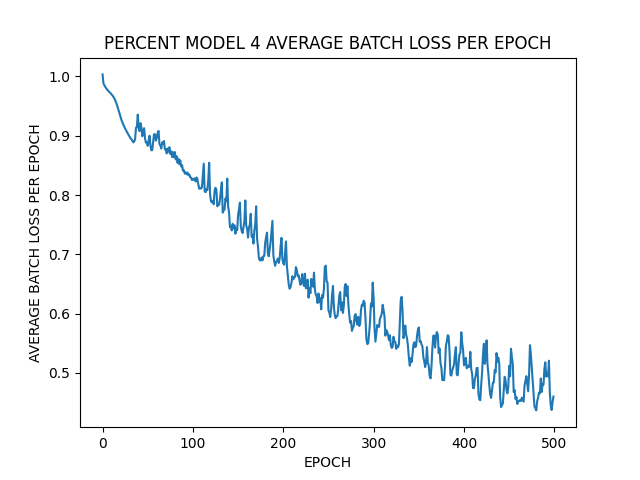 PERCENT MODEL 4 AVERAGE BATCH LOSS PER EPOCH
AVERAGE BATCH LOSS PER EPOCH
1.0
0.9
0.8
0.7
0.6
0.5
0 100 200 300 400 500
EPOCH